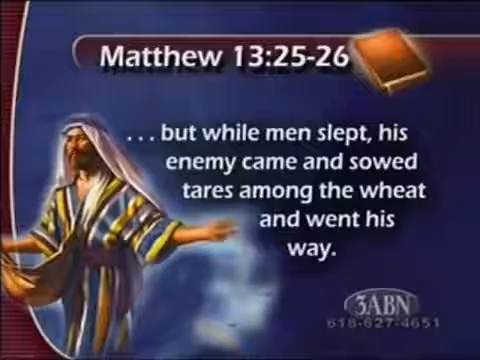 Matthew 13:25-26
. . . but while men slept, his
enemy came and sowed
tares among the wheat
and went his
way.
3ABN
618-627-4651